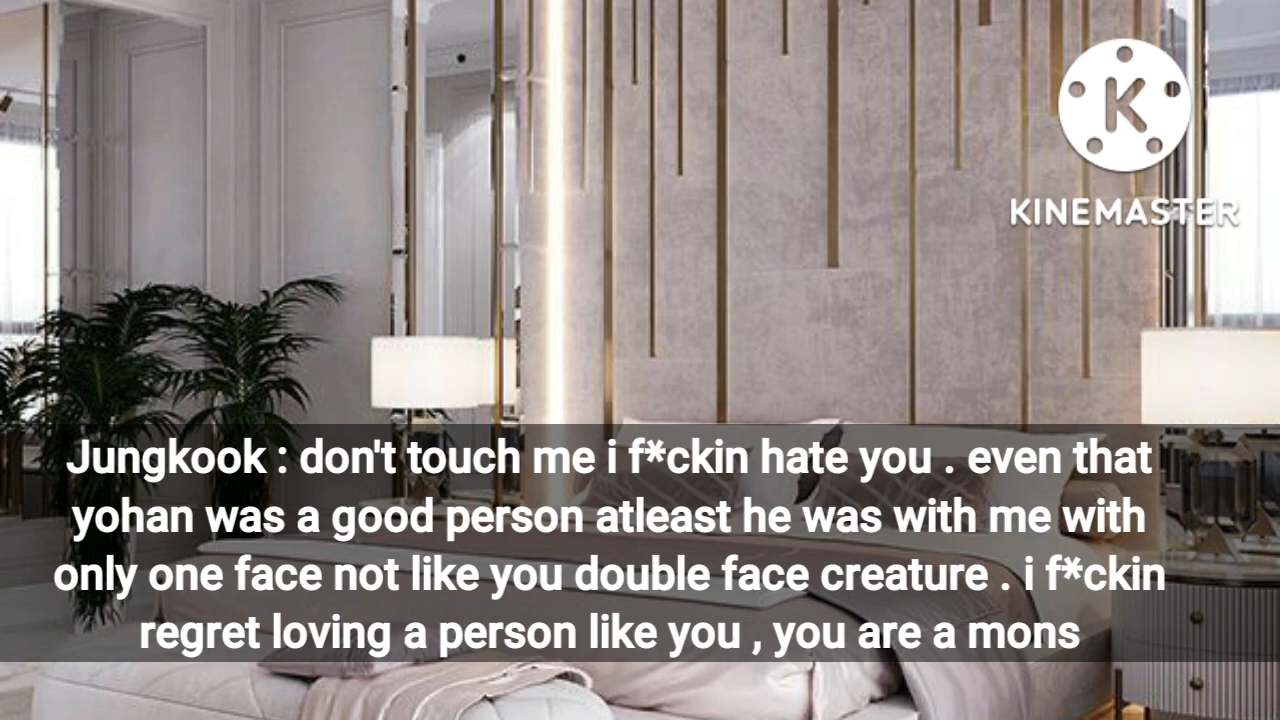 K
KINEMASTER
Jungkook : don't touch me i f*ckin hate you . even that
yohan was a good person atleast he was with me with
only one face not like you double face creature . i f*ckin
regret loving a person like you , you are a mons